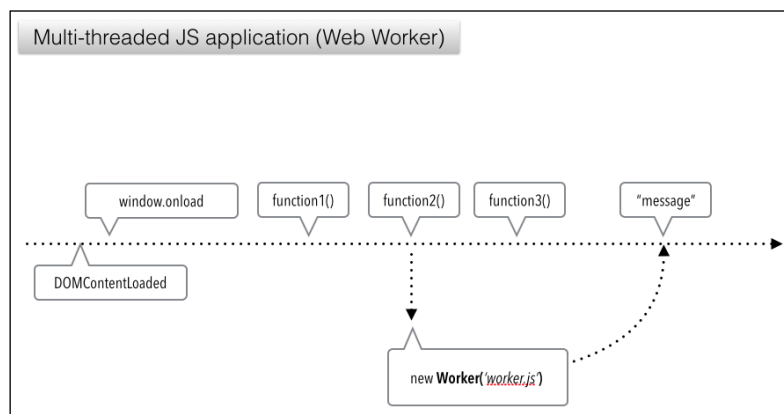 Multi-threaded JS application (Web Worker)
window.onload
function1()
function2()
function3()
"message"
DOMContentLoaded
new Worker('worker.js')